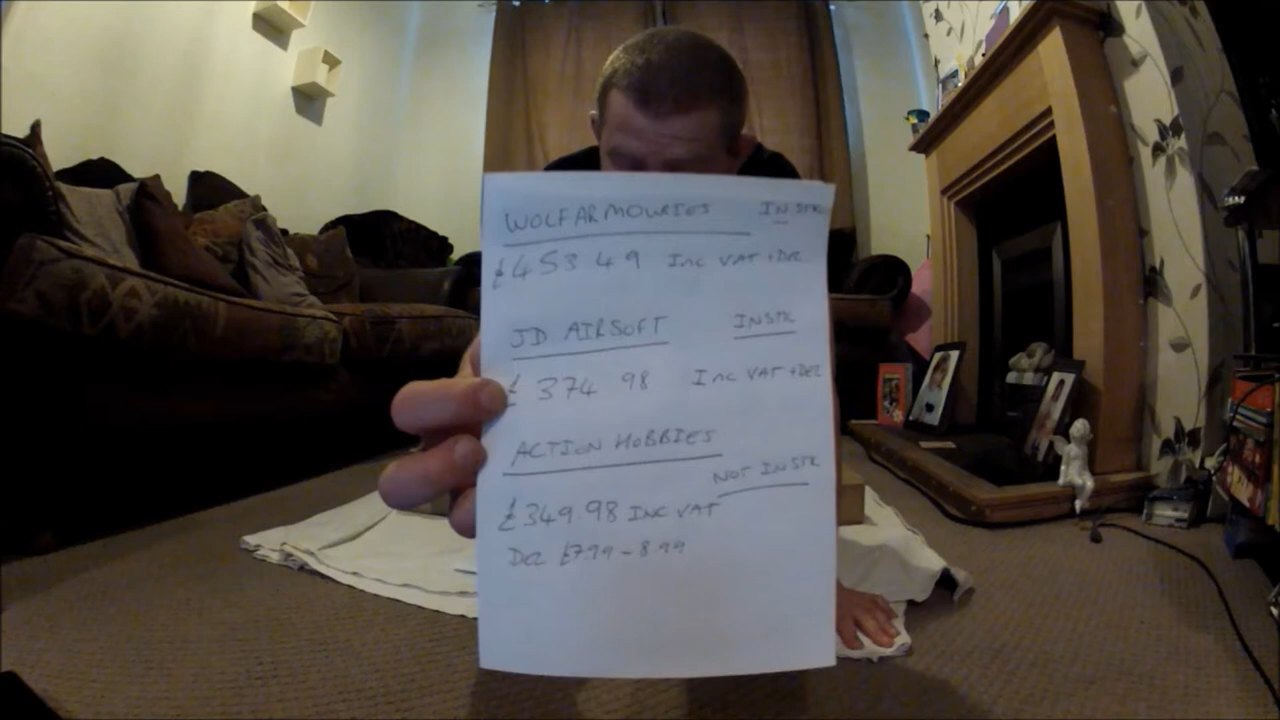 WOLFARMOURIES IN STK
£453 49 INC VAT + DEL
JD AIRSOFT INSTK
£ 374 98 INC VAT + DEL
ACTION HOBBIES
NOT INSTK
£349.98 INC VAT
DEL £7.99 - 8.99